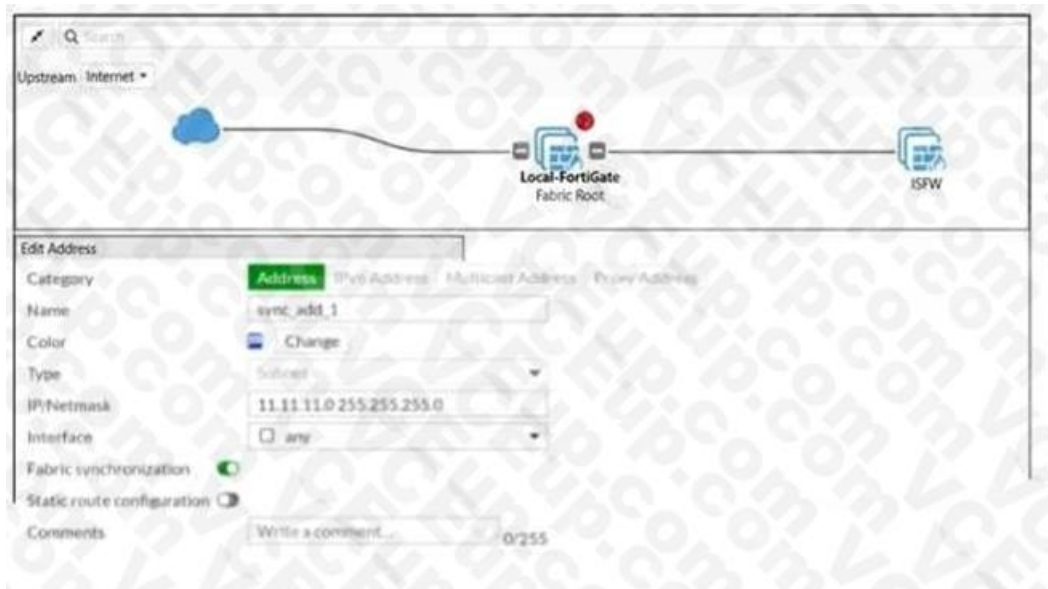 Search
Upstream Internet
Local-FortiGate
Fabric Root
ISFW
Edit Address
Category Address IPv6 Address Multicast Address Proxy Address
Name sync_add_1
Color Change
Type Subnet
IP/Netmask 11.11.11.0 255.255.255.0
Interface any
Fabric synchronization
Static route configuration
Comments Write a comment... 0/255